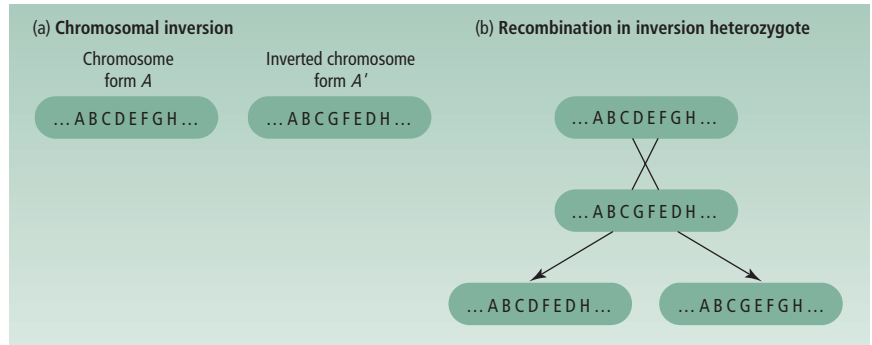 (a) Chromosomal inversion
Chromosome
form A
Inverted chromosome
form A'
... A B C D E F G H ...
... A B C G F E D H ...
(b) Recombination in inversion heterozygote
... A B C D E F G H ...
... A B C G F E D H ...
... A B C D F E D H ...
... A B C G E F G H ...